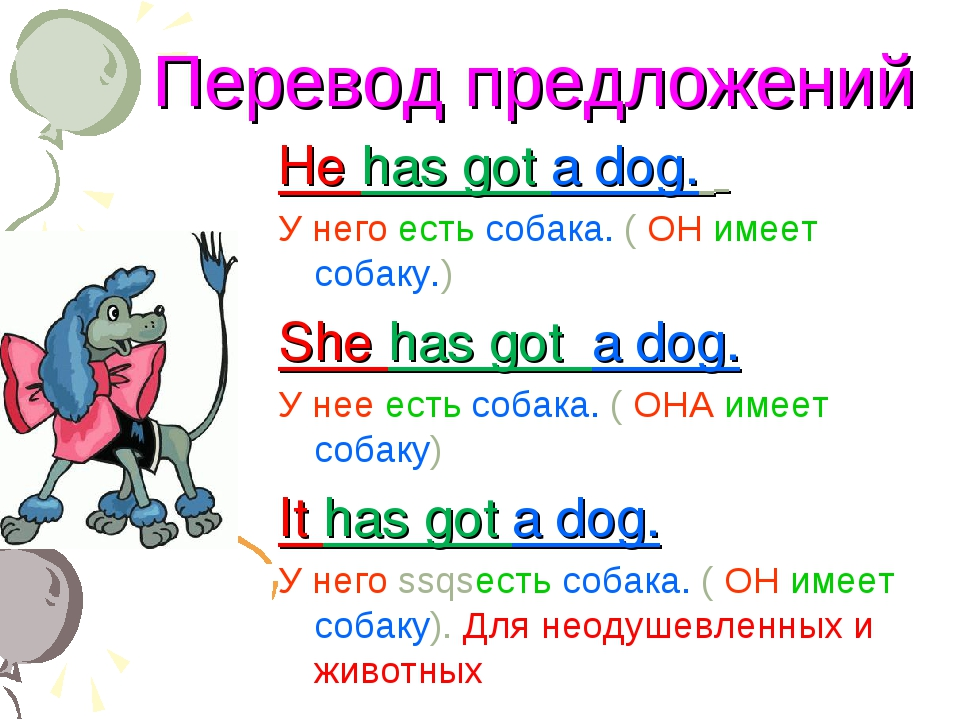 Перевод предложений
He has got a dog.
У него есть собака. ( ОН имеет
собаку.)
She has got a dog.
У нее есть собака. ( ОНА имеет
собаку)
It has got a dog.
У него ssqsесть собака. ( ОН имеет
собаку). Для неодушевленных и
животных